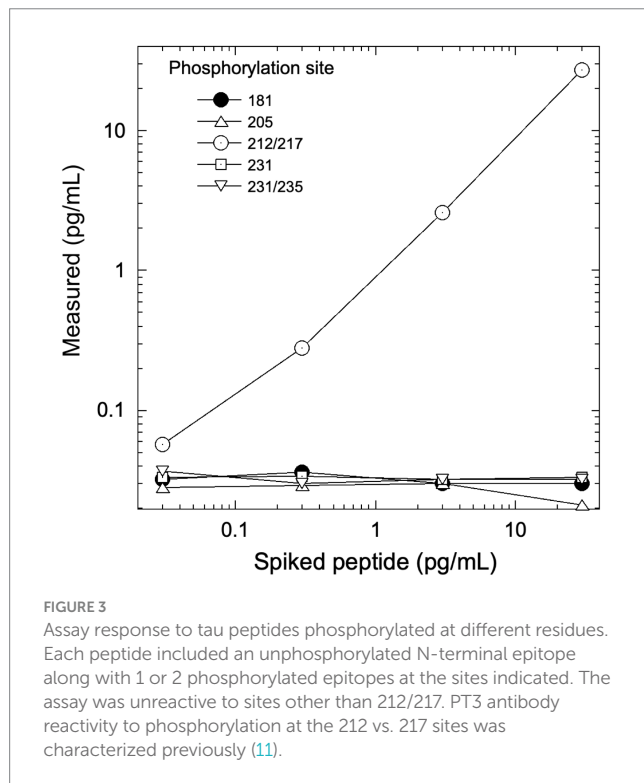 Phosphorylation site
181
205
212/217
231
231/235
Measured (pg/mL)
10
1
0.1
0.1
1
10
Spiked peptide (pg/mL)
FIGURE 3
Assay response to tau peptides phosphorylated at different residues.
Each peptide included an unphosphorylated N-terminal epitope
along with 1 or 2 phosphorylated epitopes at the sites indicated. The
assay was unreactive to sites other than 212/217. PT3 antibody
reactivity to phosphorylation at the 212 vs. 217 sites was
characterized previously (11).